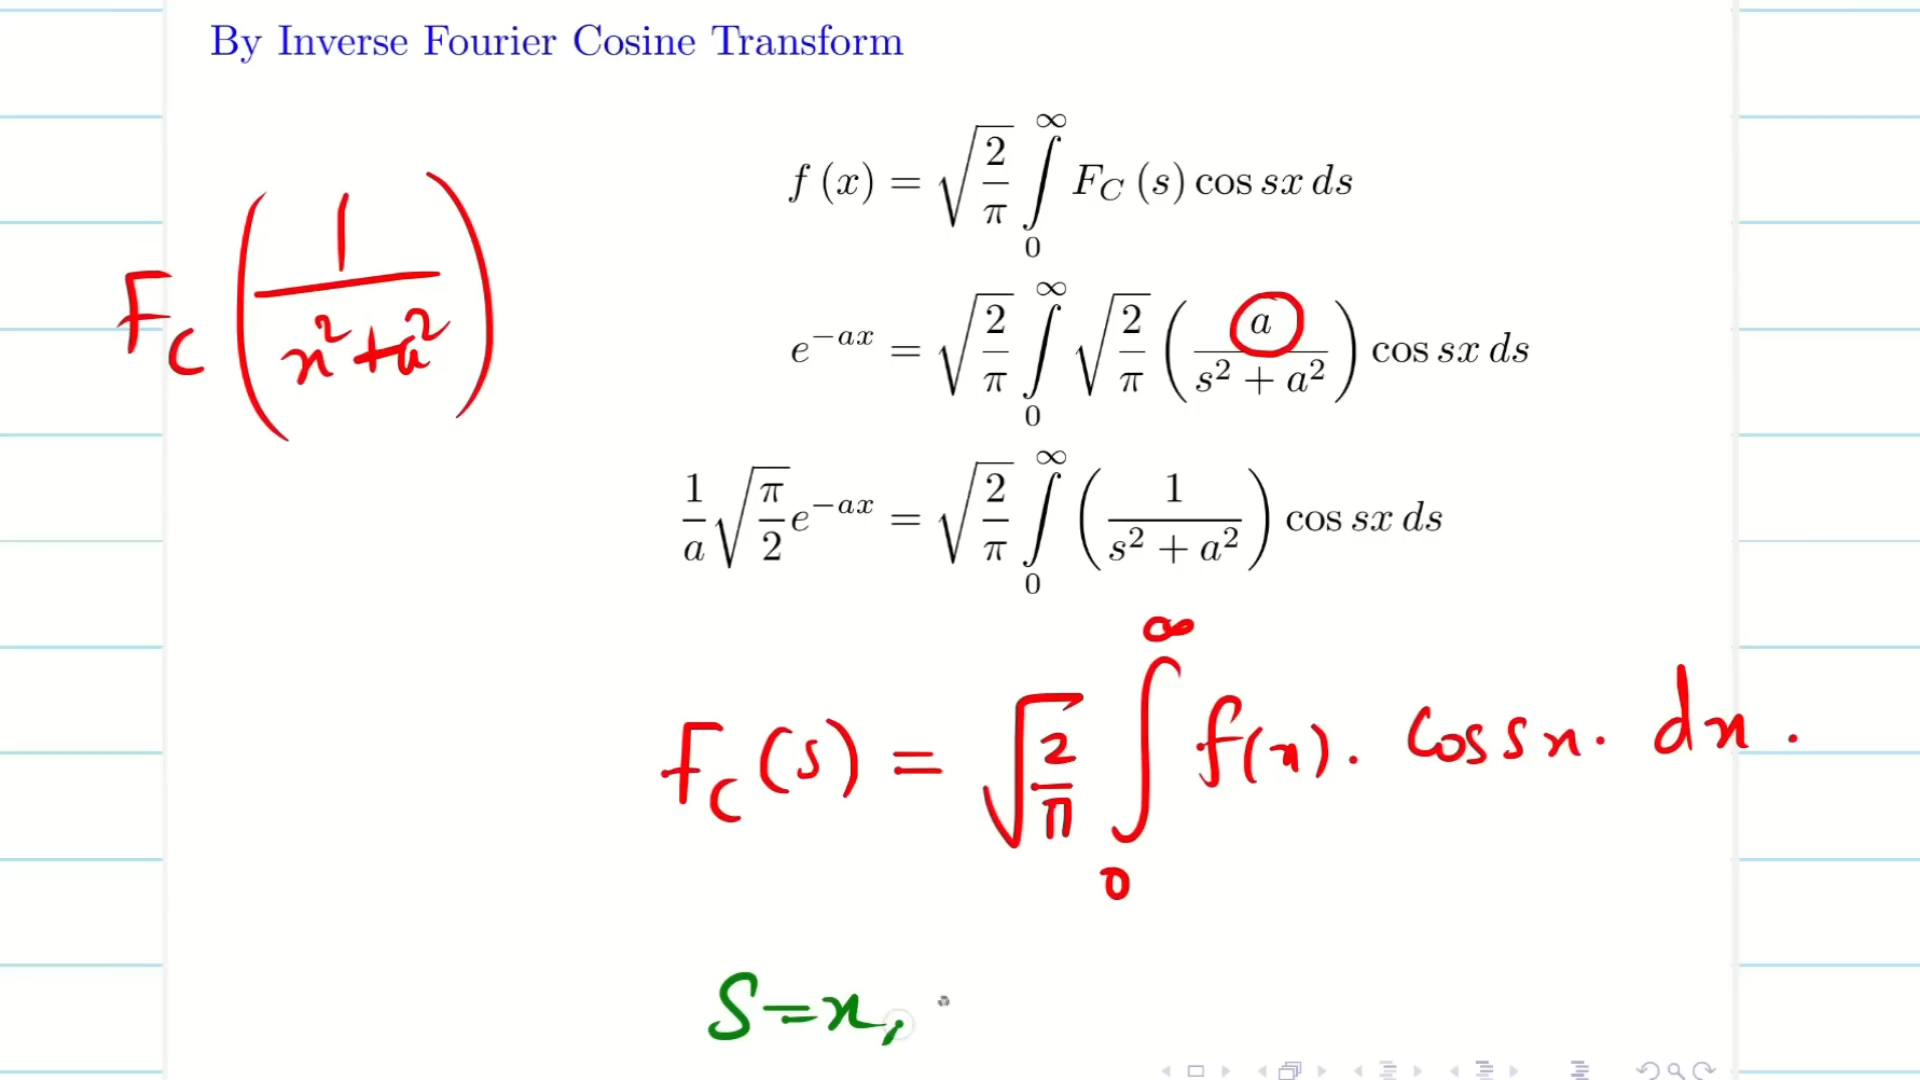 By Inverse Fourier Cosine Transform
f (x) = √(2/π) ∫₀^∞ F_C (s) cos sx ds
F_C (1/(x² + a²))
e^{−ax} = √(2/π) ∫₀^∞ √(2/π) (a/(s² + a²)) cos sx ds
1/a √(π/2) e^{−ax} = √(2/π) ∫₀^∞ (1/(s² + a²)) cos sx ds
F_c (s) = √(2/π) ∫₀^∞ f(x). Cos sx. dx.
S = x,